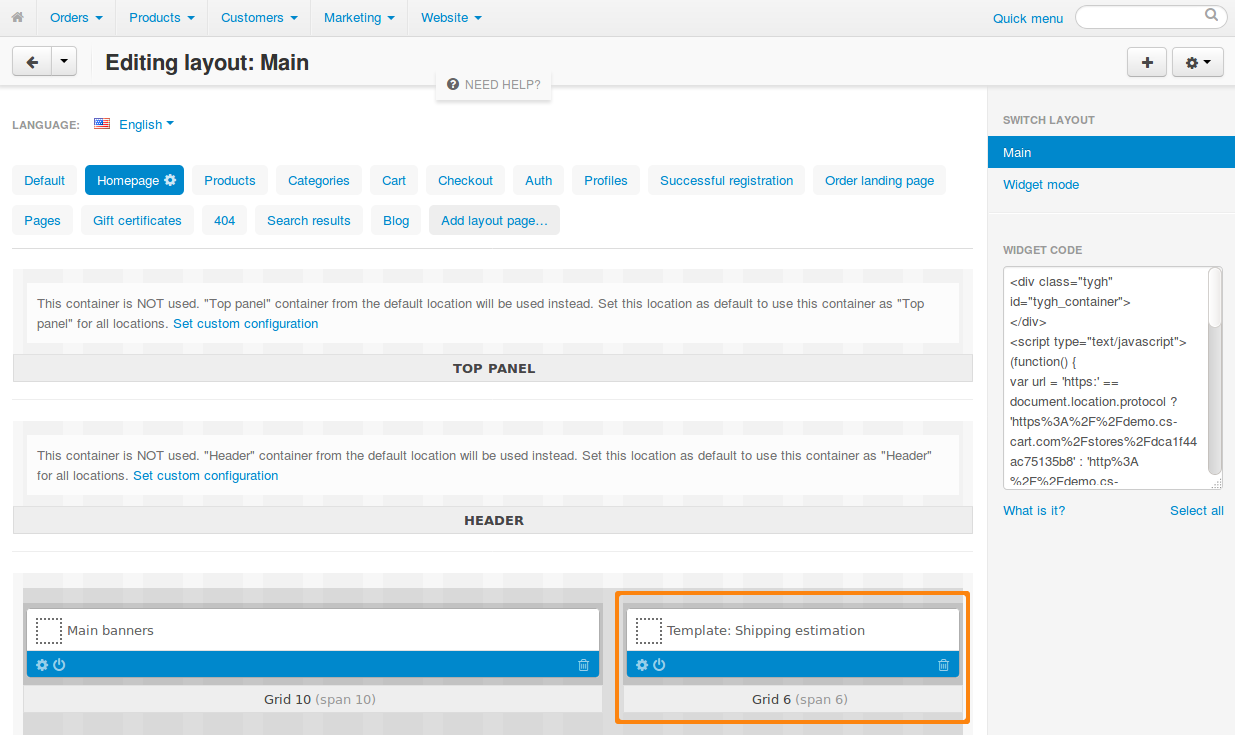 Orders Products Customers Marketing Website Quick menu
Editing layout: Main
NEED HELP?
LANGUAGE: English
Default Homepage Products Categories Cart Checkout Auth Profiles Successful registration Order landing page
Pages Gift certificates 404 Search results Blog Add layout page...
This container is NOT used. "Top panel" container from the default location will be used instead. Set this location as default to use this container as "Top
panel" for all locations. Set custom configuration
TOP PANEL
This container is NOT used. "Header" container from the default location will be used instead. Set this location as default to use this container as "Header"
for all locations. Set custom configuration
HEADER
Main banners
Grid 10 (span 10)
Template: Shipping estimation
Grid 6 (span 6)
SWITCH LAYOUT
Main
Widget mode
WIDGET CODE
<div class="tygh"
id="tygh_container">
</div>
<script type="text/javascript">
(function() {
var url = 'https:' ==
document.location.protocol ?
'https%3A%2F%2Fdemo.cs-
cart.com%2Fstores%2Fdca1f44
ac75135b8' : 'http%3A
%2F%2Fdemo.cs-
What is it? Select all